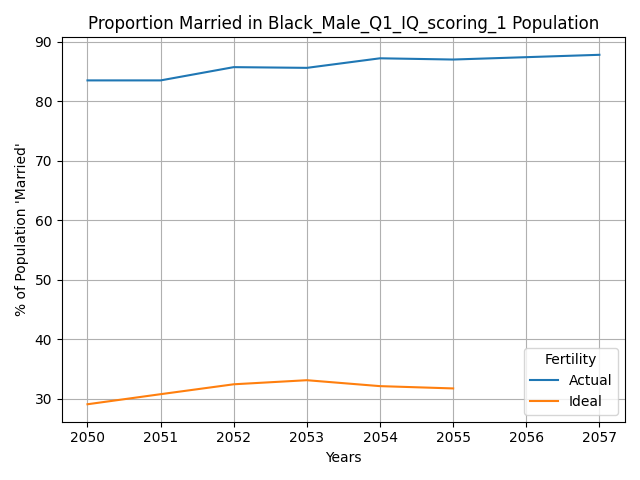 Proportion Married in Black_Male_Q1_IQ_scoring_1 Population
90
80
70
60
50
40
30
% of Population 'Married'
2050 2051 2052 2053 2054 2055 2056 2057
Years
Fertility
Actual
Ideal